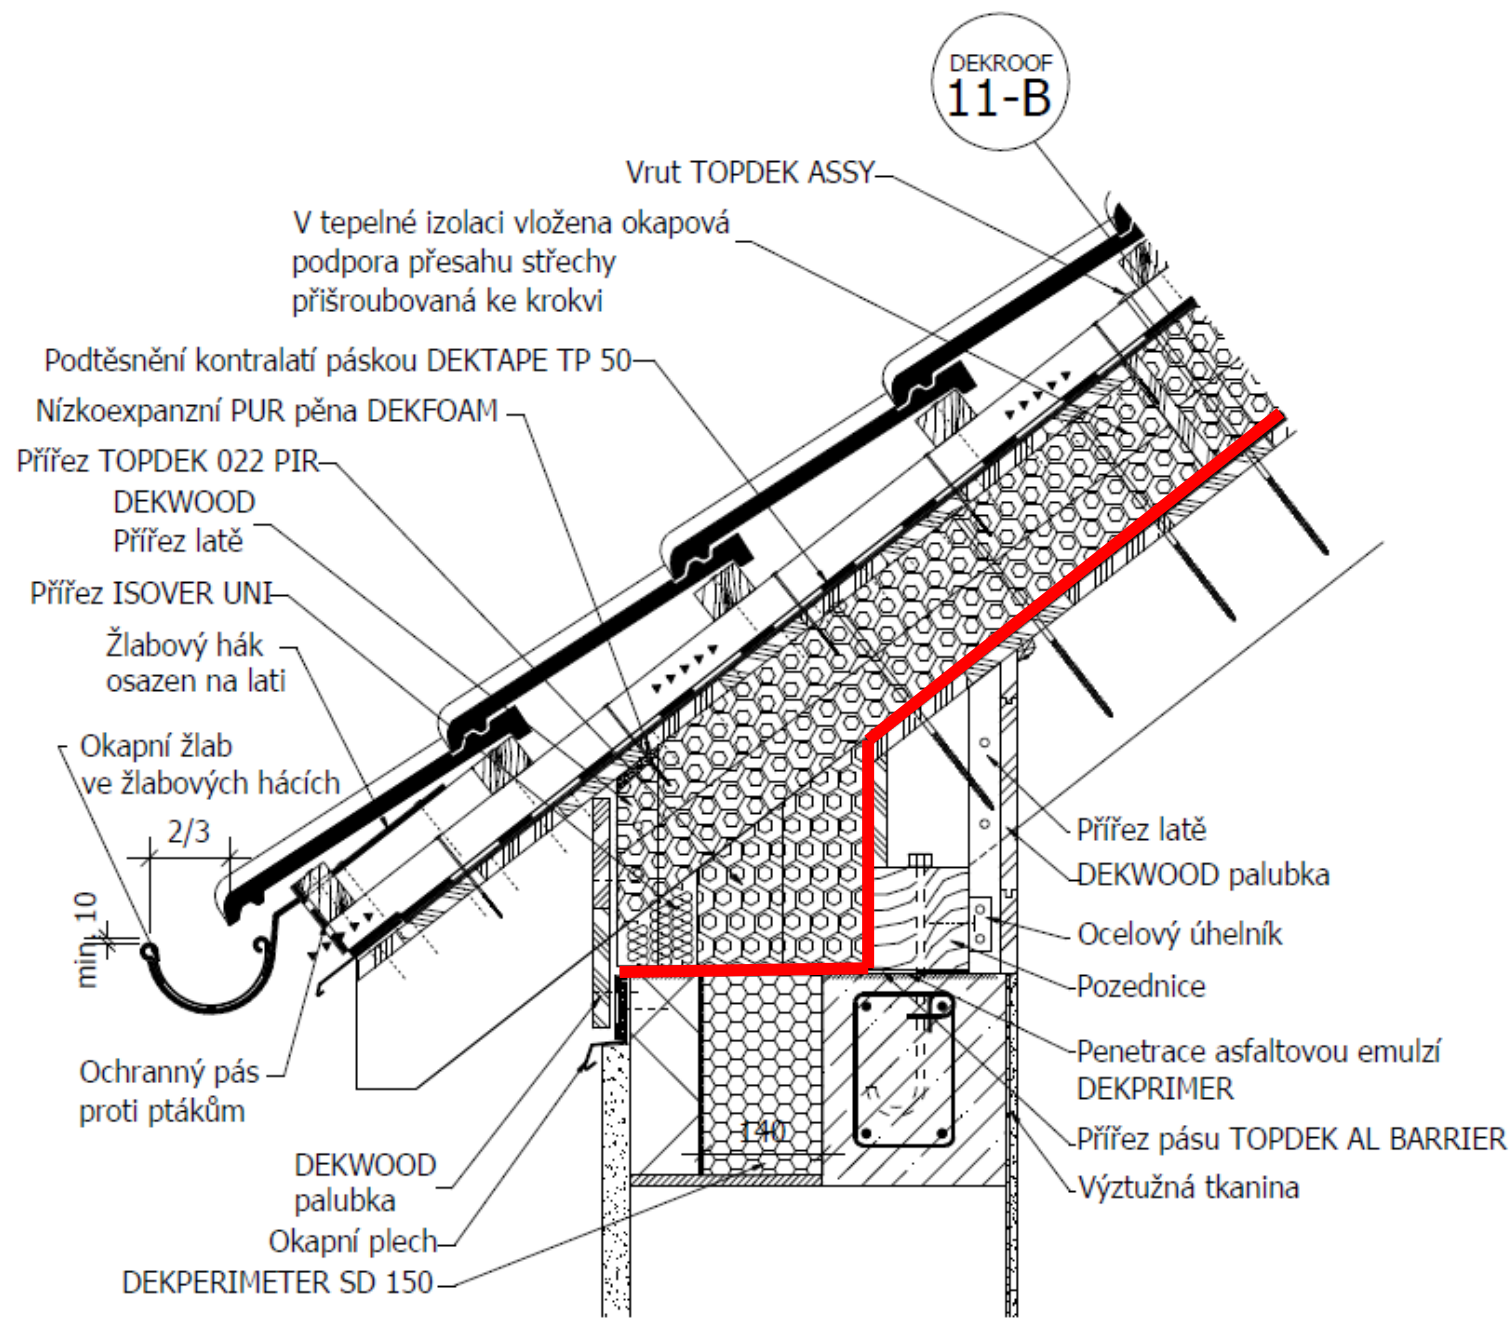 DEKROOF
11-B
Vrut TOPDEK ASSY
V tepelné izolaci vložena okapová
podpora přesahu střechy
přišroubovaná ke krokvi
Podtěsnění kontralatí páskou DEKTAPE TP 50
Nízkoexpanzní PUR pěna DEKFOAM
Přířez TOPDEK 022 PIR
DEKWOOD
Přířez latě
Přířez ISOVER UNI
Žlabový hák
osazen na lati
Okapní žlab
ve žlabových hácích
2/3
min. 10
Ochranný pás
proti ptákům
DEKWOOD
palubka
Okapní plech
DEKPERIMETER SD 150
140
Přířez latě
DEKWOOD palubka
Ocelový úhelník
Pozednice
Penetrace asfaltovou emulzí
DEKPRIMER
Přířez pásu TOPDEK AL BARRIER
Výztužná tkanina